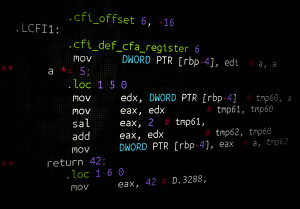 .cfi_offset 6, -16
.LCFI1:
.cfi_def_cfa_register 6
mov DWORD PTR [rbp-4], edi # a, a
** a *= 5;
.loc 1 5 0
mov edx, DWORD PTR [rbp-4] # tmp60, a
mov eax, edx # tmp61, tmp60
sal eax, 2 # tmp61,
add eax, edx # tmp62, tmp60
mov DWORD PTR [rbp-4], eax # a, tmp62
** return 42;
.loc 1 6 0
mov eax, 42 # D.3288,